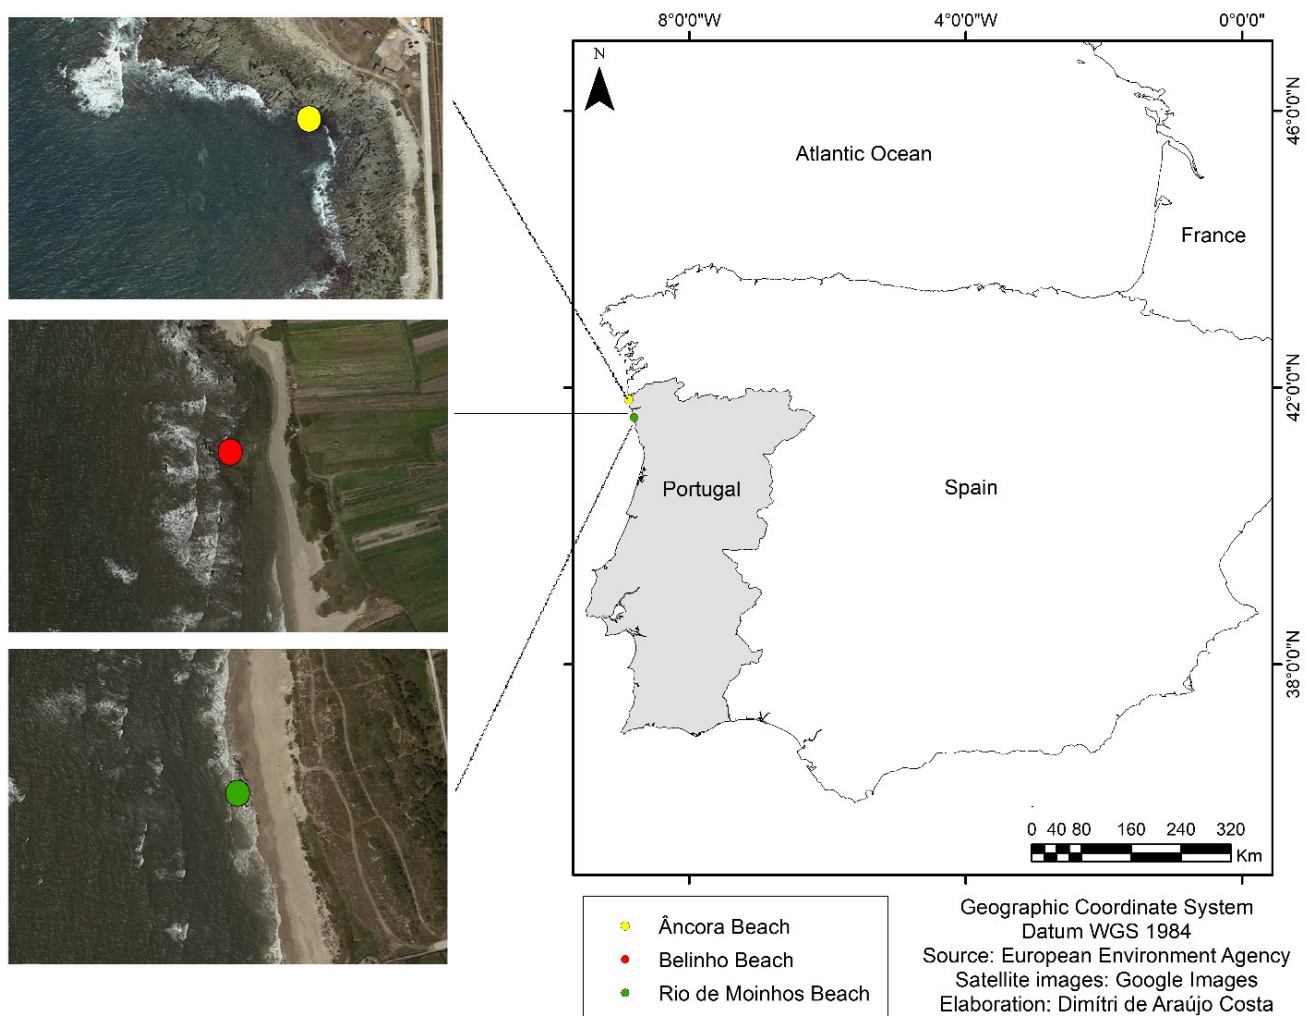 8°0'0"W
4°0'0"W
0°0'0"
N
46°0'0"N
Atlantic Ocean
France
42°0'0"N
Portugal
Spain
38°0'0"N
0 40 80 160 240 320
Km
Âncora Beach
Belinho Beach
Rio de Moinhos Beach
Geographic Coordinate System
Datum WGS 1984
Source: European Environment Agency
Satellite images: Google Images
Elaboration: Dimítri de Araújo Costa